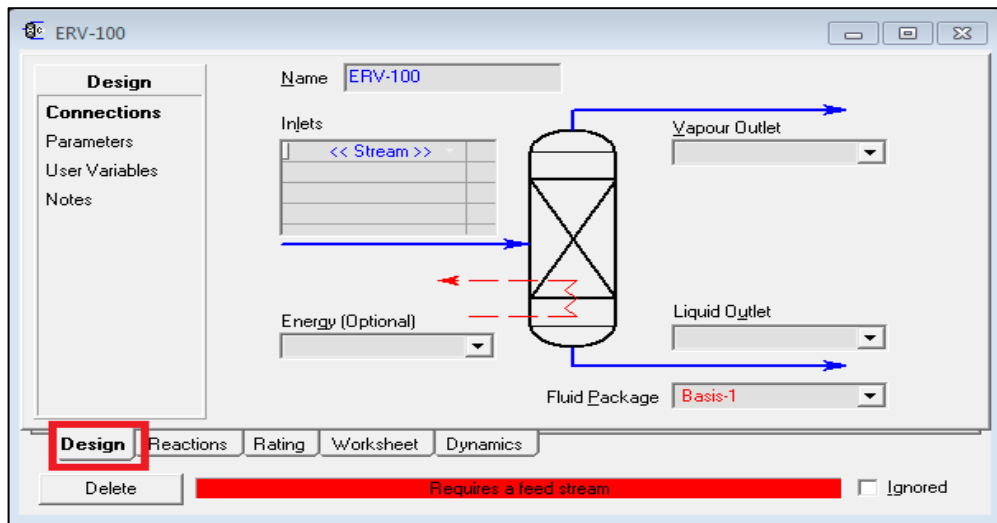 ERV-100
Design
Connections
Parameters
User Variables
Notes
Name ERV-100
Inlets
<< Stream >>
Vapour Outlet
Energy (Optional)
Liquid Outlet
Fluid Package Basis-1
Design Reactions Rating Worksheet Dynamics
Delete Requires a feed stream Ignored